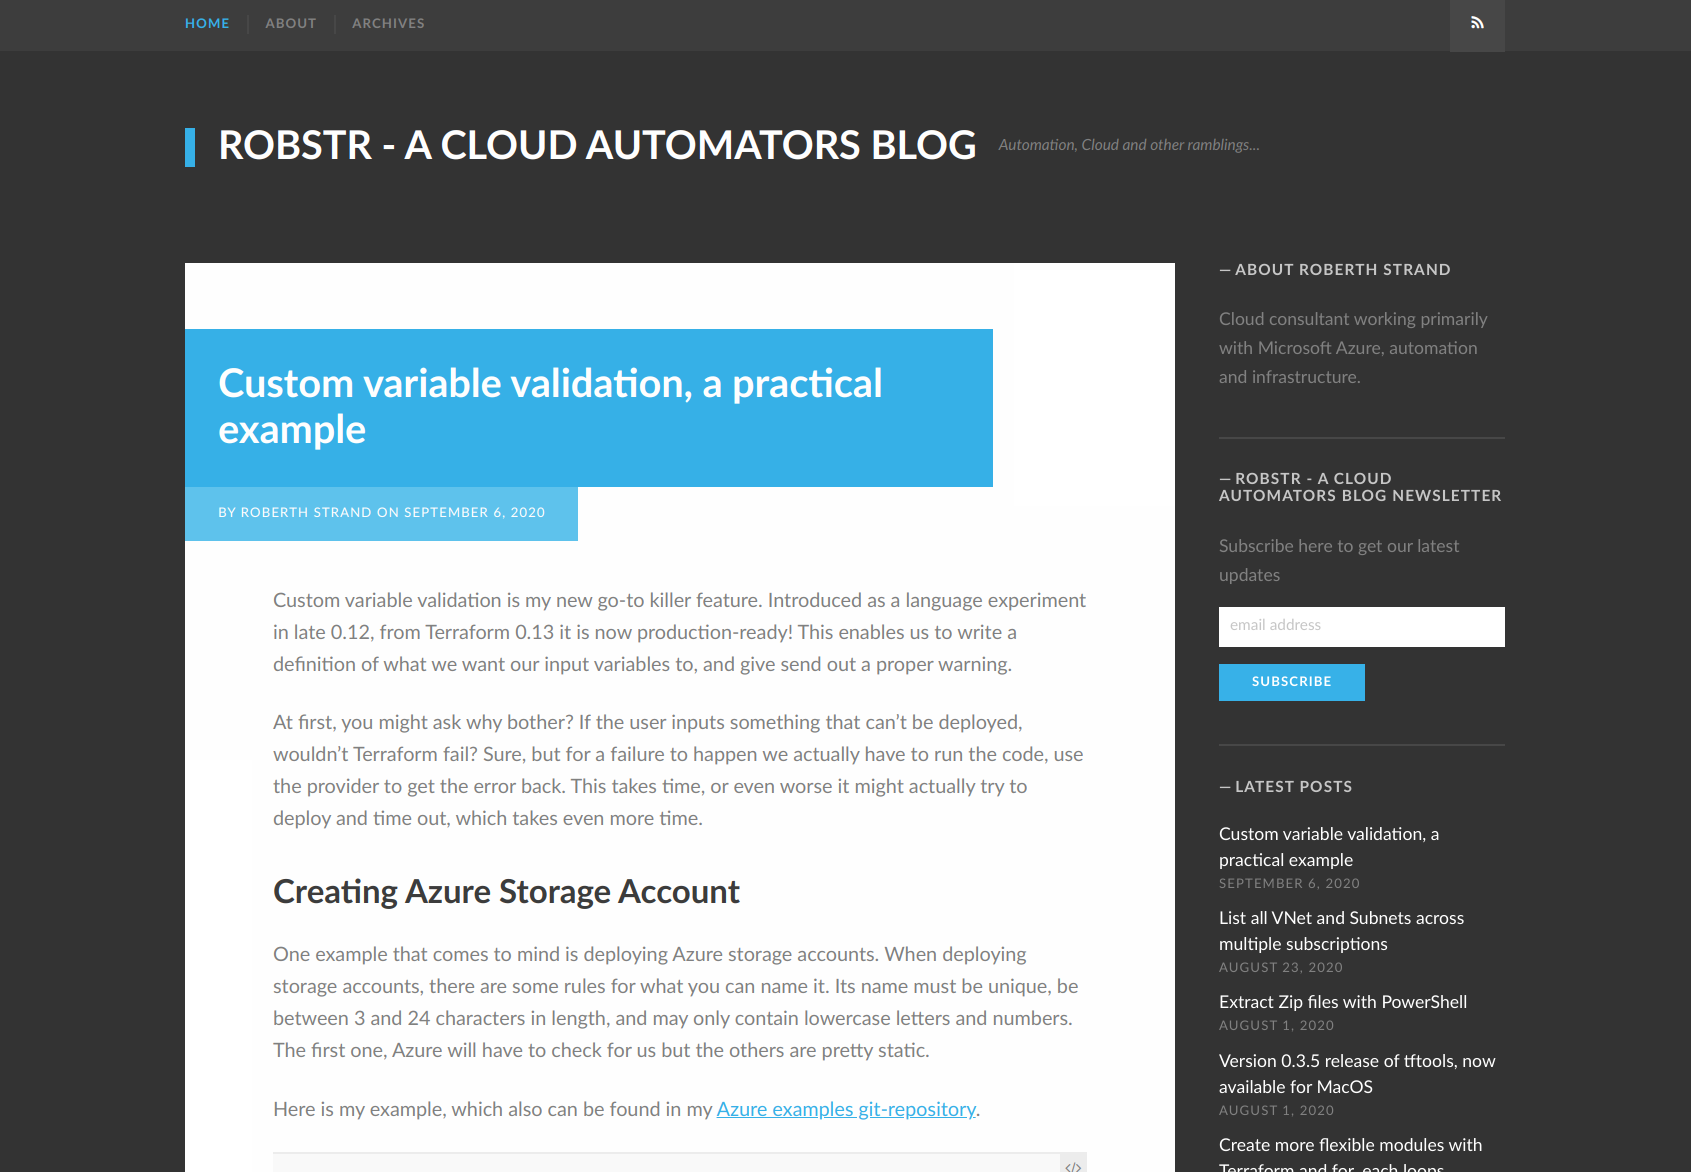 HOME
ABOUT
ARCHIVES
ROBSTR - A CLOUD AUTOMATORS BLOG
Automation, Cloud and other ramblings...
Custom variable validation, a practical
example
BY ROBERTH STRAND ON SEPTEMBER 6, 2020
Custom variable validation is my new go-to killer feature. Introduced as a language experiment
in late 0.12, from Terraform 0.13 it is now production-ready! This enables us to write a
definition of what we want our input variables to, and give send out a proper warning.
At first, you might ask why bother? If the user inputs something that can’t be deployed,
wouldn’t Terraform fail? Sure, but for a failure to happen we actually have to run the code, use
the provider to get the error back. This takes time, or even worse it might actually try to
deploy and time out, which takes even more time.
Creating Azure Storage Account
One example that comes to mind is deploying Azure storage accounts. When deploying
storage accounts, there are some rules for what you can name it. Its name must be unique, be
between 3 and 24 characters in length, and may only contain lowercase letters and numbers.
The first one, Azure will have to check for us but the others are pretty static.
Here is my example, which also can be found in my Azure examples git-repository.
</>
— ABOUT ROBERTH STRAND
Cloud consultant working primarily
with Microsoft Azure, automation
and infrastructure.
— ROBSTR - A CLOUD
AUTOMATORS BLOG NEWSLETTER
Subscribe here to get our latest
updates
email address
SUBSCRIBE
— LATEST POSTS
Custom variable validation, a
practical example
SEPTEMBER 6, 2020
List all VNet and Subnets across
multiple subscriptions
AUGUST 23, 2020
Extract Zip files with PowerShell
AUGUST 1, 2020
Version 0.3.5 release of tftools, now
available for MacOS
AUGUST 1, 2020
Create more flexible modules with
Terraform and for_each loops